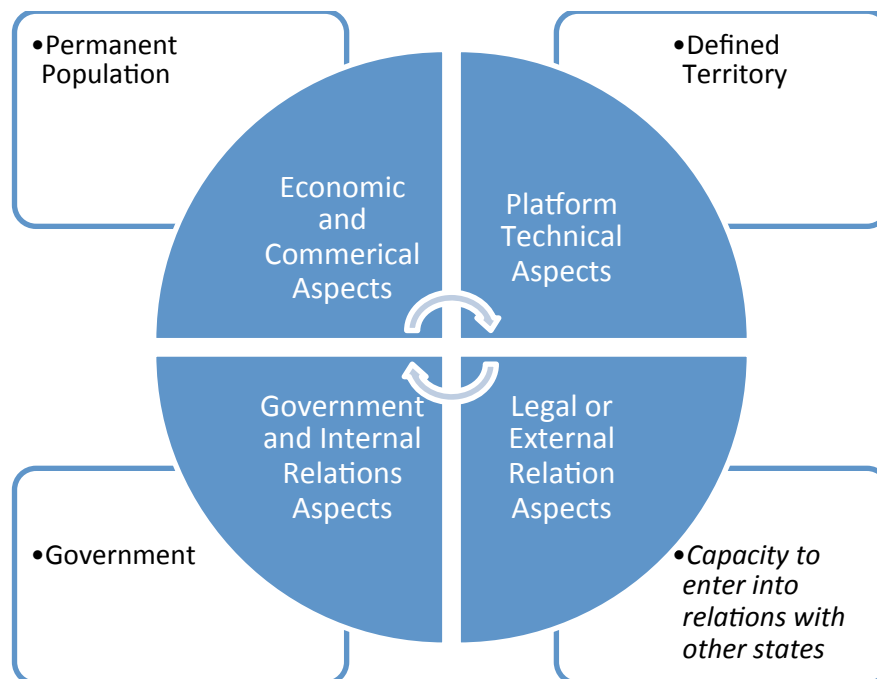 •Permanent
Population
•Defined
Territory
Economic
and
Commerical
Aspects
Platform
Technical
Aspects
Government
and Internal
Relations
Aspects
Legal or
External
Relation
Aspects
•Government
•Capacity to
enter into
relations with
other states